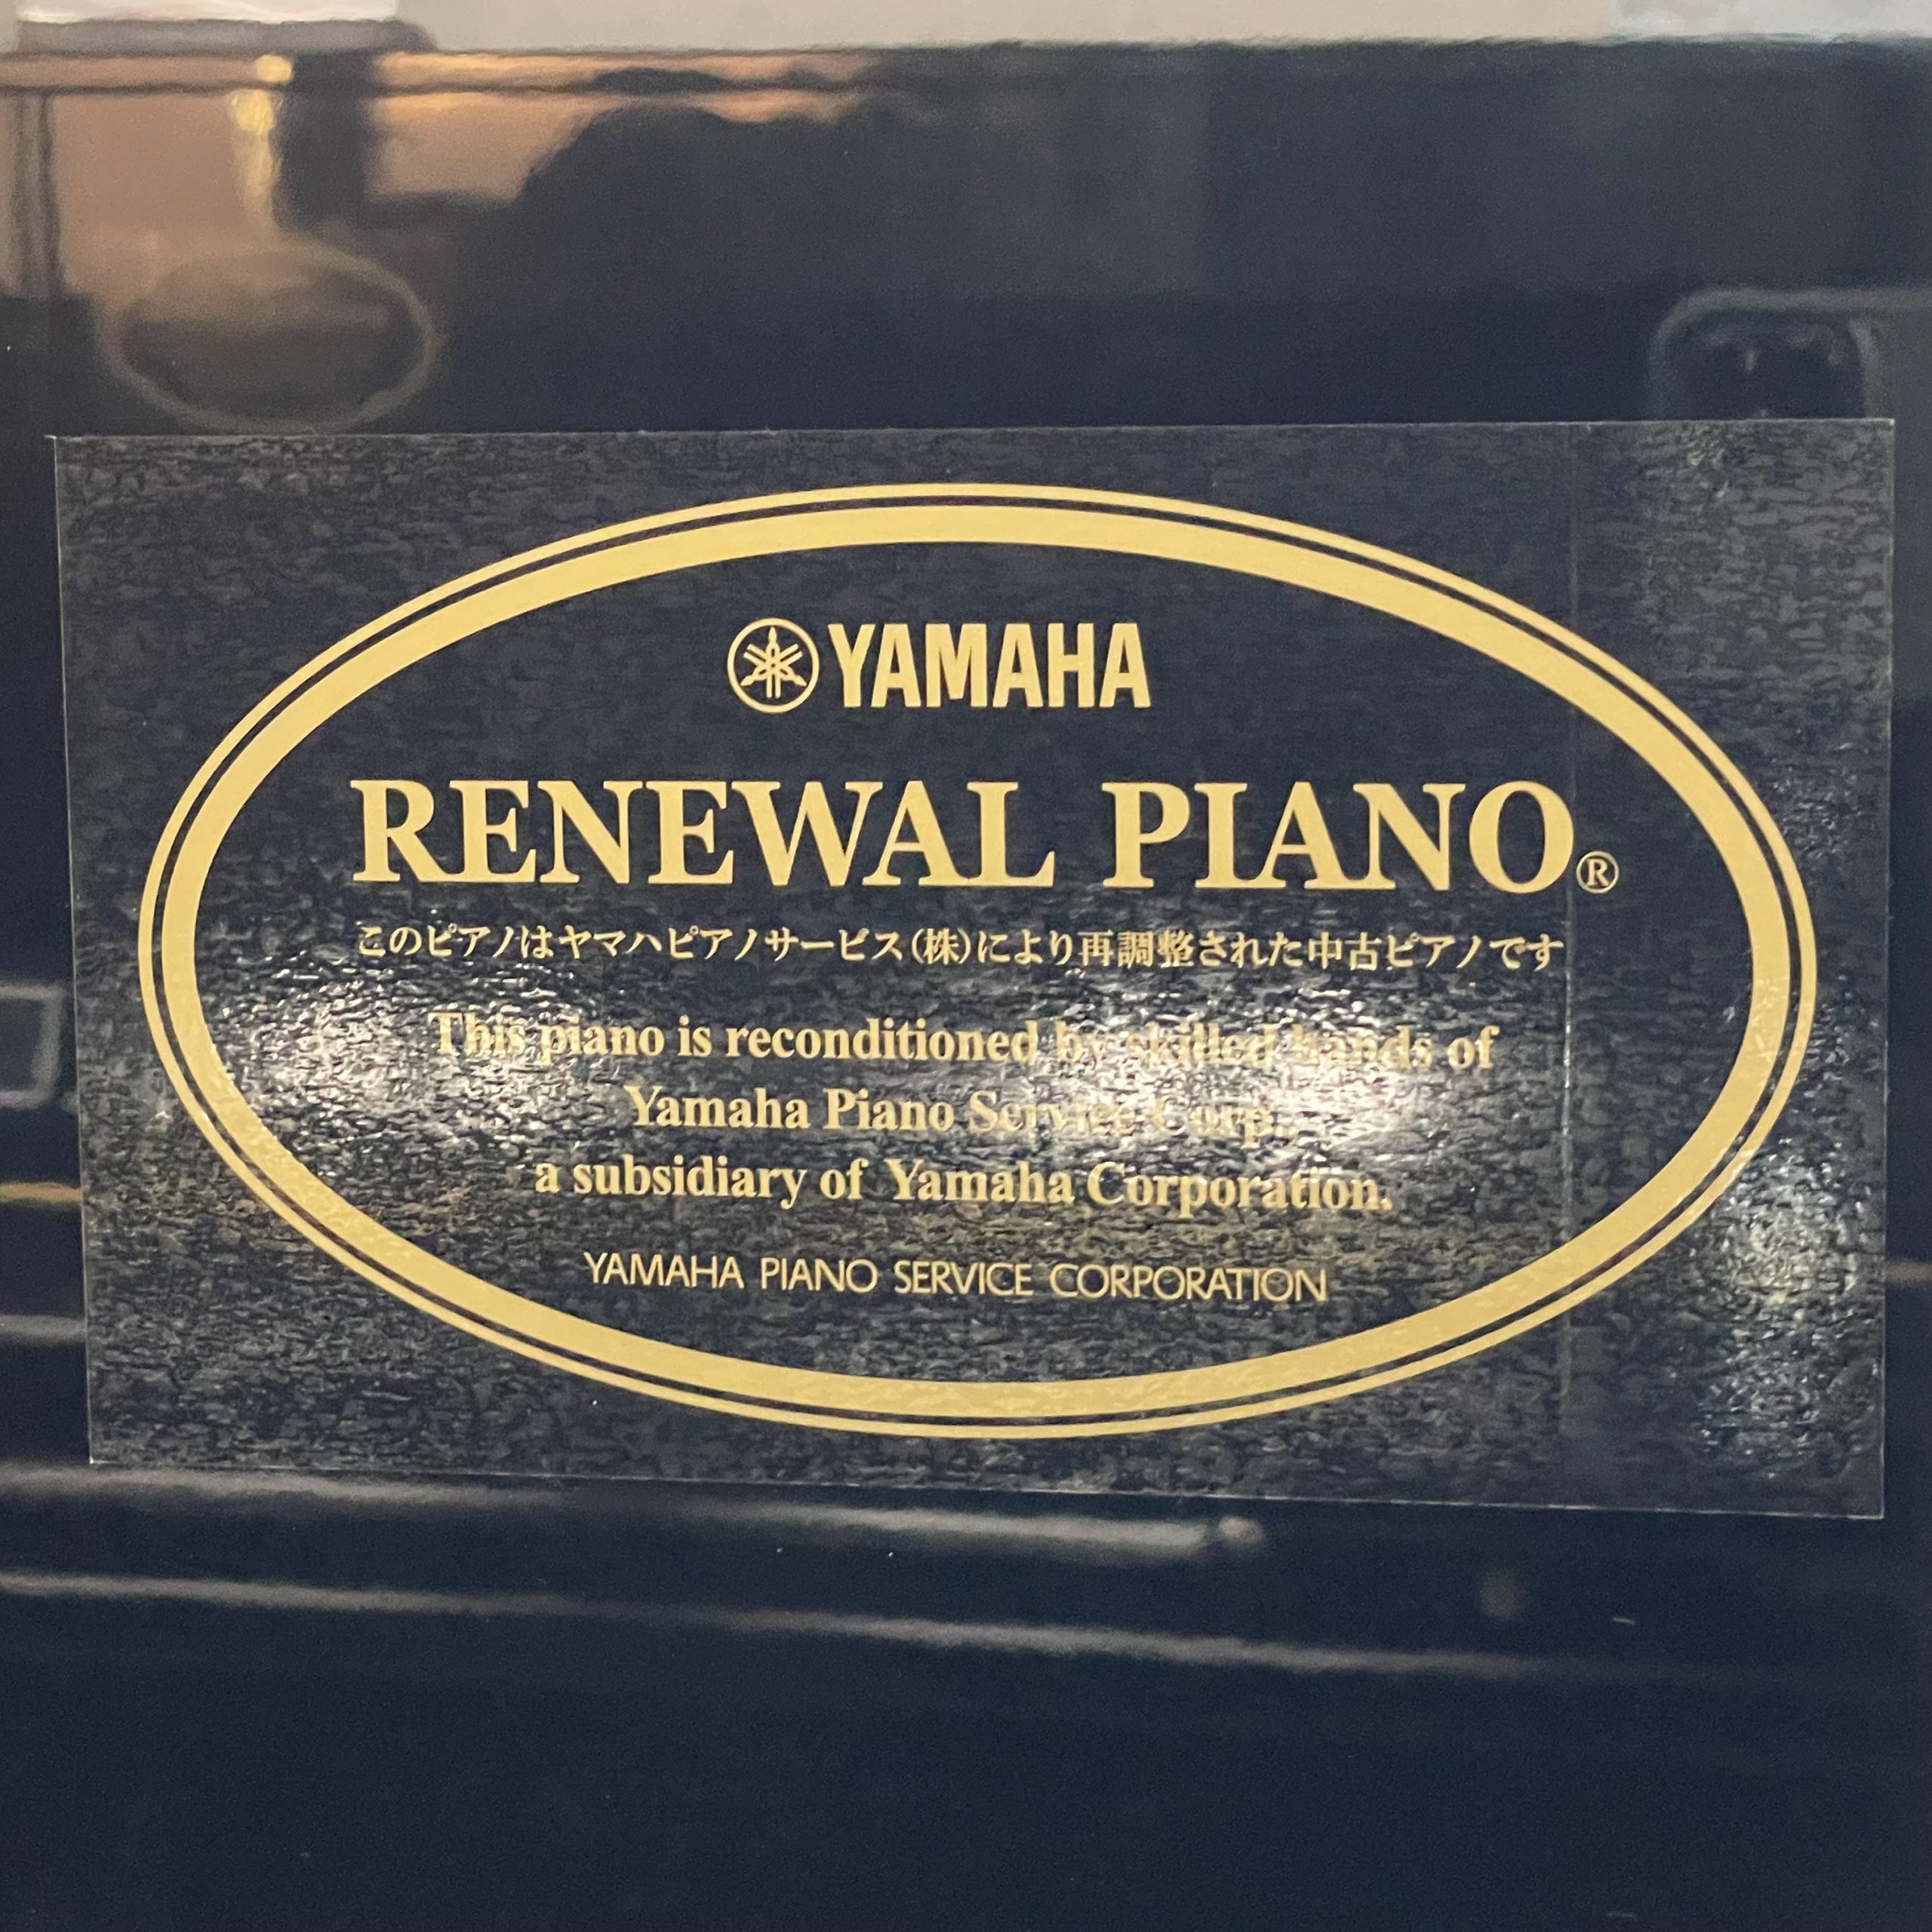 YAMAHA
RENEWAL PIANO®
このピアノはヤマハピアノサービス(株)により再調整された中古ピアノです
This piano is reconditioned by skilled hands of
Yamaha Piano Service Corp.,
a subsidiary of Yamaha Corporation.
YAMAHA PIANO SERVICE CORPORATION